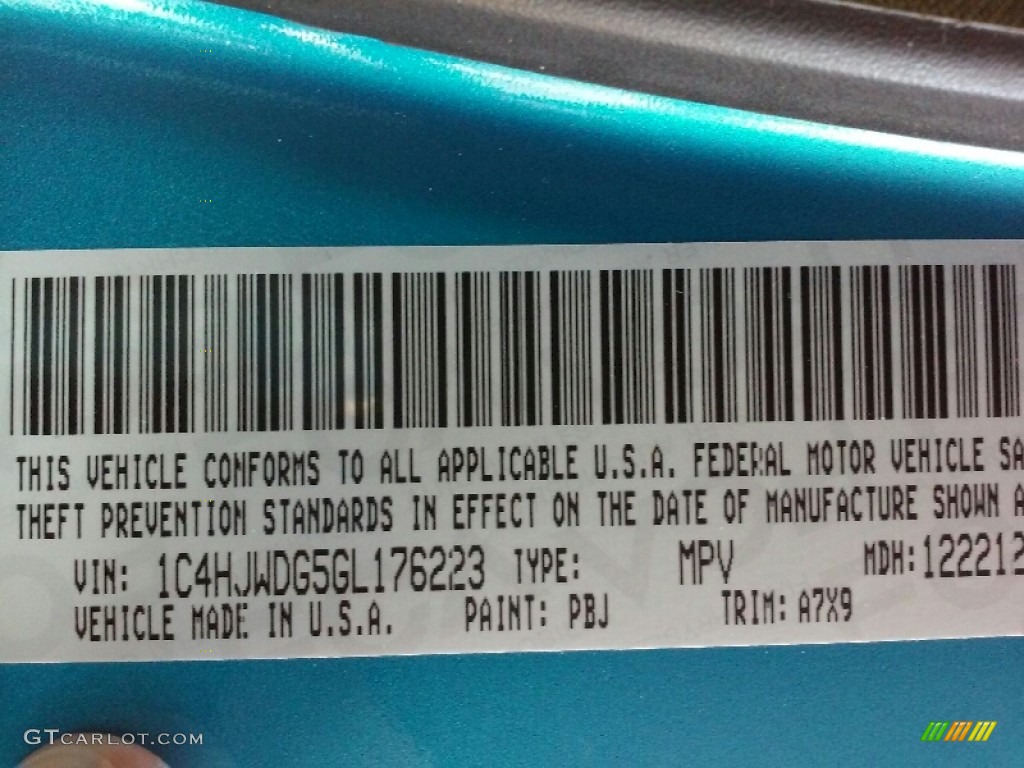 THIS VEHICLE CONFORMS TO ALL APPLICABLE U.S.A. FEDERAL MOTOR VEHICLE SA
THEFT PREVENTION STANDARDS IN EFFECT ON THE DATE OF MANUFACTURE SHOWN A
VIN: 1C4HJWDG5GL176223 TYPE: MPV MDH: 122212
VEHICLE MADE IN U.S.A. PAINT: PBJ TRIM: A7X9
GTCARLOT.COM